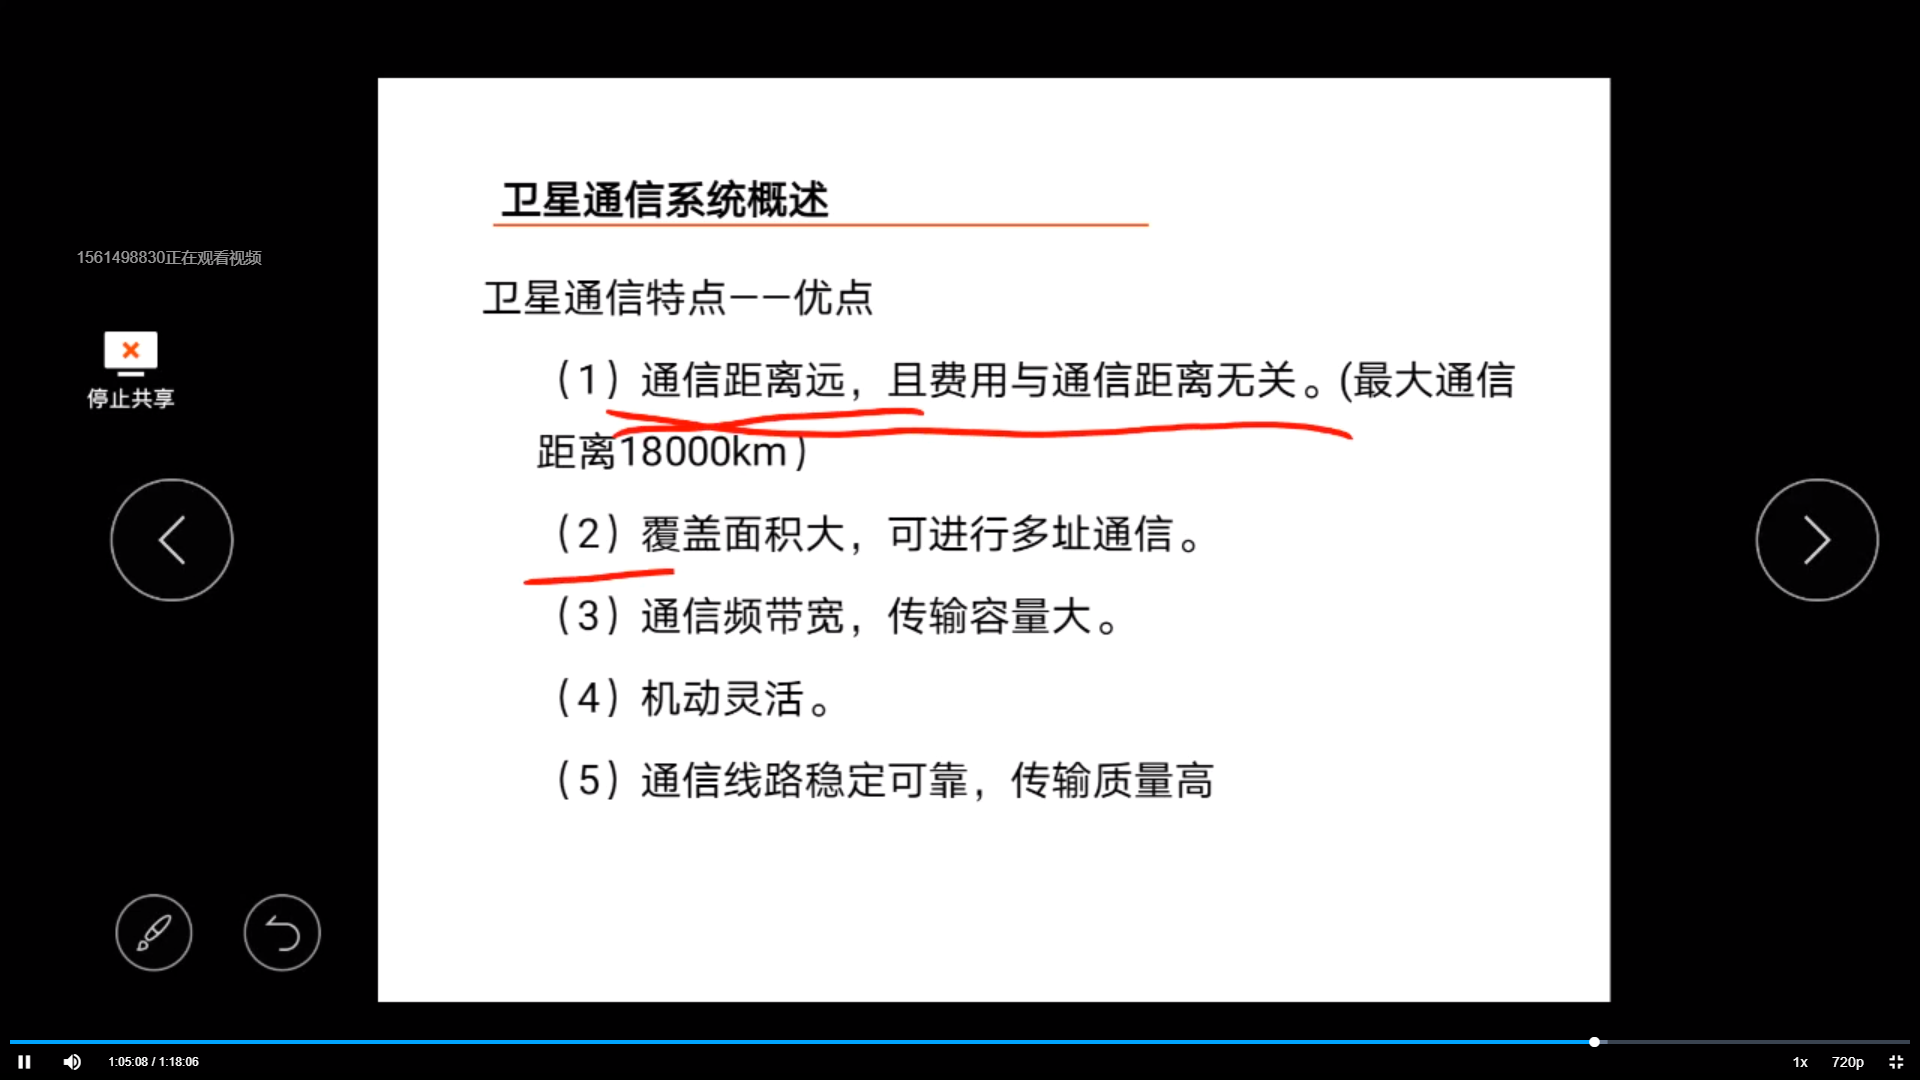 卫星通信系统概述
1561498830正在观看视频
卫星通信特点——优点
停止共享
（1）通信距离远，且费用与通信距离无关。(最大通信
距离18000km）
（2）覆盖面积大，可进行多址通信。
（3）通信频带宽，传输容量大。
（4）机动灵活。
（5）通信线路稳定可靠，传输质量高
1:05:08 / 1:18:06
1x
720p